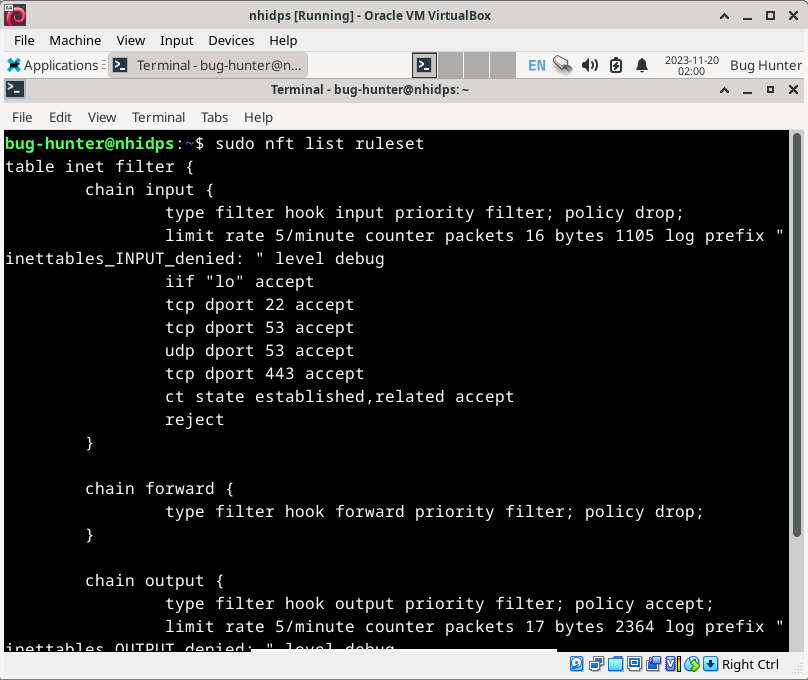 nhidps [Running] - Oracle VM VirtualBox
File Machine View Input Devices Help
Applications Terminal - bug-hunter@n... EN 2023-11-20 02:00 Bug Hunter
Terminal - bug-hunter@nhidps: ~
File Edit View Terminal Tabs Help
bug-hunter@nhidps:~$ sudo nft list ruleset
table inet filter {
        chain input {
                type filter hook input priority filter; policy drop;
                limit rate 5/minute counter packets 16 bytes 1105 log prefix "
inettables_INPUT_denied: " level debug
                iif "lo" accept
                tcp dport 22 accept
                tcp dport 53 accept
                udp dport 53 accept
                tcp dport 443 accept
                ct state established,related accept
                reject
        }

        chain forward {
                type filter hook forward priority filter; policy drop;
        }

        chain output {
                type filter hook output priority filter; policy accept;
                limit rate 5/minute counter packets 17 bytes 2364 log prefix "
inettables_OUTPUT_denied: " level debug
Right Ctrl